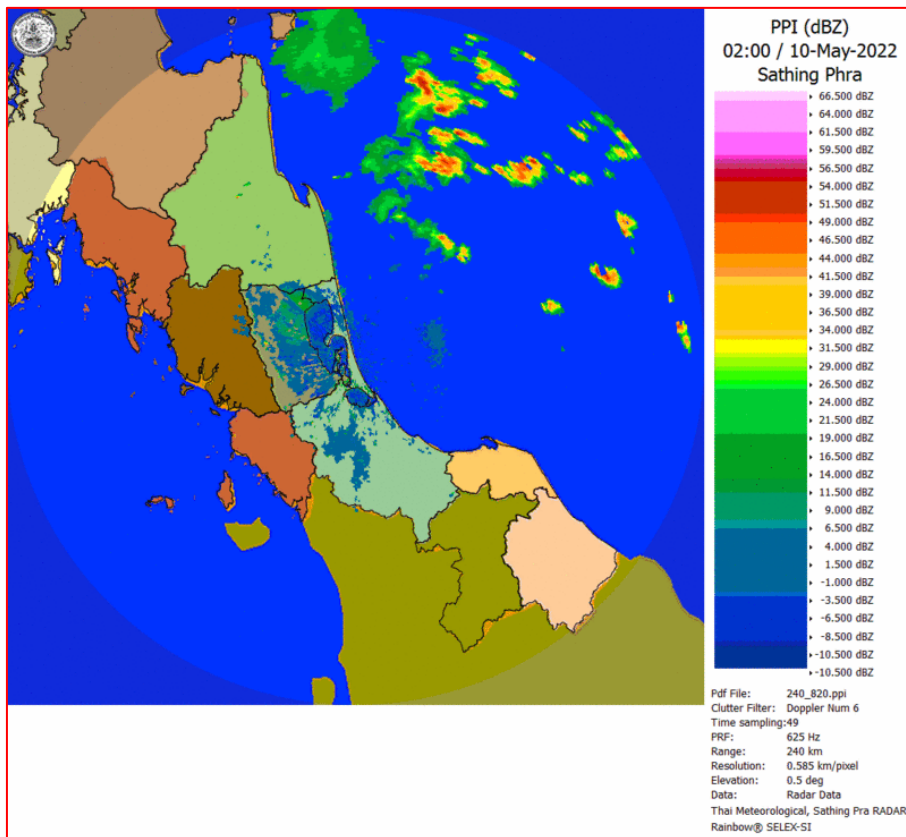 PPI (dBZ)
02:00 / 10-May-2022
Sathing Phra
66.500 dBZ
64.000 dBZ
61.500 dBZ
59.500 dBZ
56.500 dBZ
54.000 dBZ
51.500 dBZ
49.000 dBZ
46.500 dBZ
44.000 dBZ
41.500 dBZ
39.000 dBZ
36.500 dBZ
34.000 dBZ
31.500 dBZ
29.000 dBZ
26.500 dBZ
24.000 dBZ
21.500 dBZ
19.000 dBZ
16.500 dBZ
14.000 dBZ
11.500 dBZ
9.000 dBZ
6.500 dBZ
4.000 dBZ
1.500 dBZ
-1.000 dBZ
-3.500 dBZ
-6.500 dBZ
-8.500 dBZ
-10.500 dBZ
-10.500 dBZ
Pdf File: 240_820.ppi
Clutter Filter: Doppler Num 6
Time sampling:49
PRF: 625 Hz
Range: 240 km
Resolution: 0.585 km/pixel
Elevation: 0.5 deg
Data: Radar Data
Thai Meteorological, Sathing Pra RADAR
Rainbow® SELEX-SI